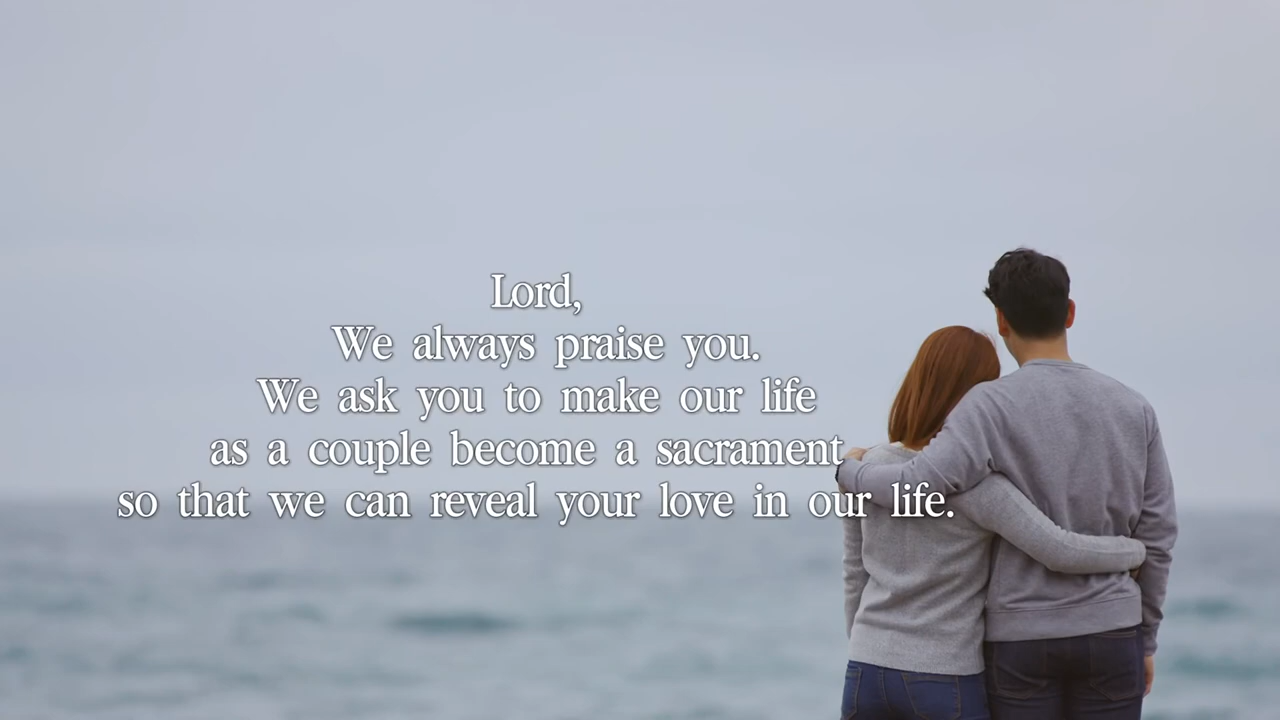 Lord,
We always praise you.
We ask you to make our life
as a couple become a sacrament
so that we can reveal your love in our life.